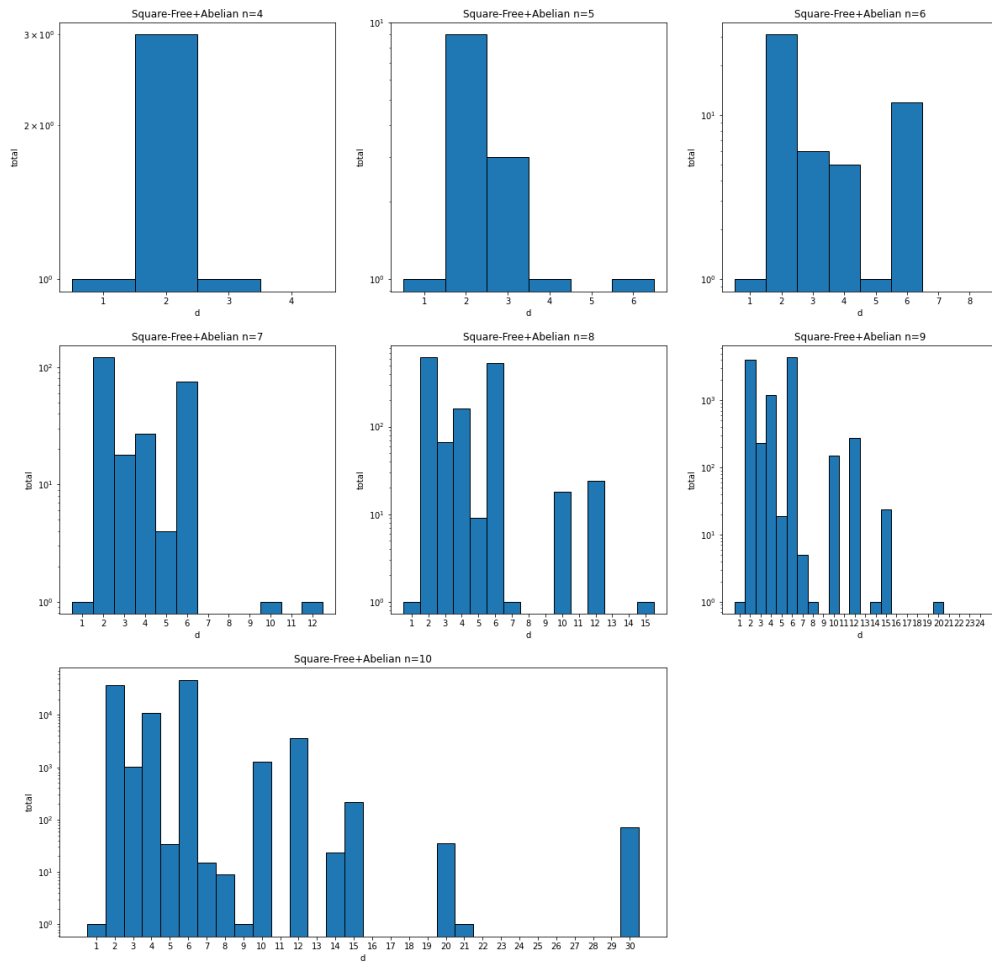 Square-Free+Abelian n=4
3 × 10⁰
2 × 10⁰
10⁰
total
1 2 3 4
d
Square-Free+Abelian n=5
10¹
10⁰
total
1 2 3 4 5 6
d
Square-Free+Abelian n=6
10¹
10⁰
total
1 2 3 4 5 6 7 8
d
Square-Free+Abelian n=7
10²
10¹
10⁰
total
1 2 3 4 5 6 7 8 9 10 11 12
d
Square-Free+Abelian n=8
10²
10¹
10⁰
total
1 2 3 4 5 6 7 8 9 10 11 12 13 14 15
d
Square-Free+Abelian n=9
10³
10²
10¹
10⁰
total
1 2 3 4 5 6 7 8 9 10 11 12 13 14 15 16 17 18 19 20 21 22 23 24
d
Square-Free+Abelian n=10
10⁴
10³
10²
10¹
10⁰
total
1 2 3 4 5 6 7 8 9 10 11 12 13 14 15 16 17 18 19 20 21 22 23 24 25 26 27 28 29 30
d